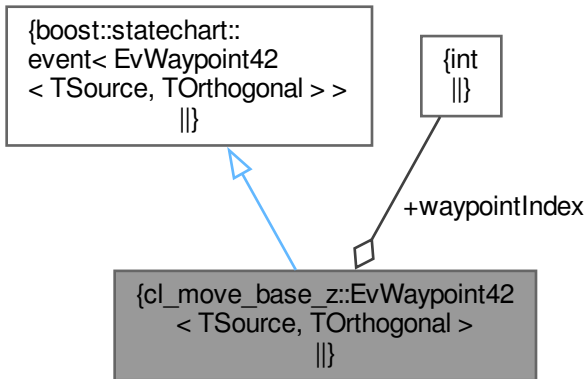 {boost::statechart::
event< EvWaypoint42
< TSource, TOrthogonal > >
||}
{int
||}
+waypointIndex
{cl_move_base_z::EvWaypoint42
< TSource, TOrthogonal >
||}